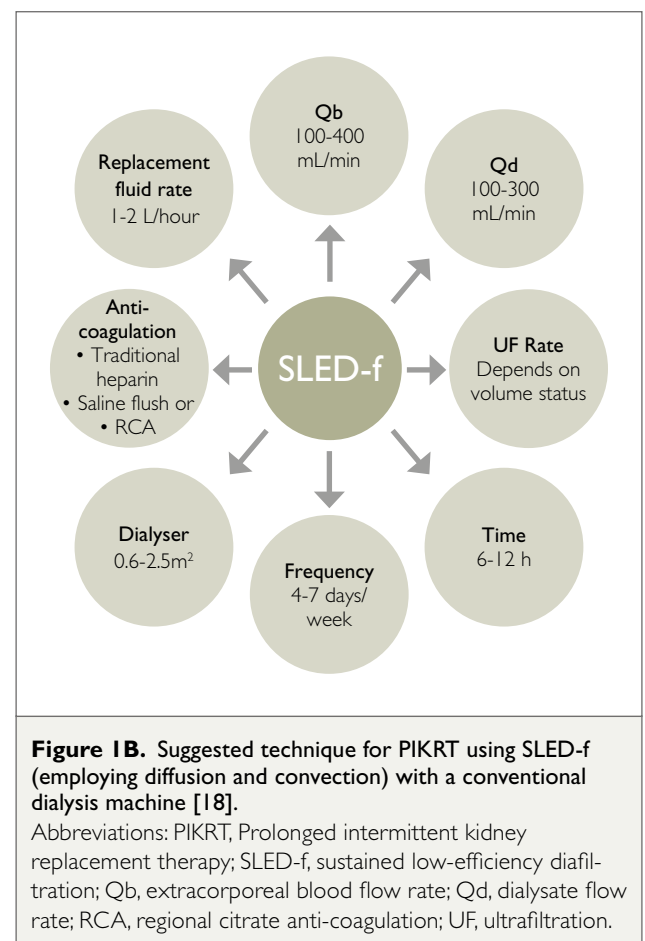 Qb
100-400
mL/min
Qd
100-300
mL/min
UF Rate
Depends on
volume status
Time
6-12 h
Frequency
4-7 days/
week
Dialyser
0.6-2.5m²
Anti-
coagulation
• Traditional
heparin
• Saline flush or
• RCA
Replacement
fluid rate
1-2 L/hour
SLED-f
Figure 1B. Suggested technique for PIKRT using SLED-f
(employing diffusion and convection) with a conventional
dialysis machine [18].
Abbreviations: PIKRT, Prolonged intermittent kidney
replacement therapy; SLED-f, sustained low-efficiency diafil-
tration; Qb, extracorporeal blood flow rate; Qd, dialysate flow
rate; RCA, regional citrate anti-coagulation; UF, ultrafiltration.